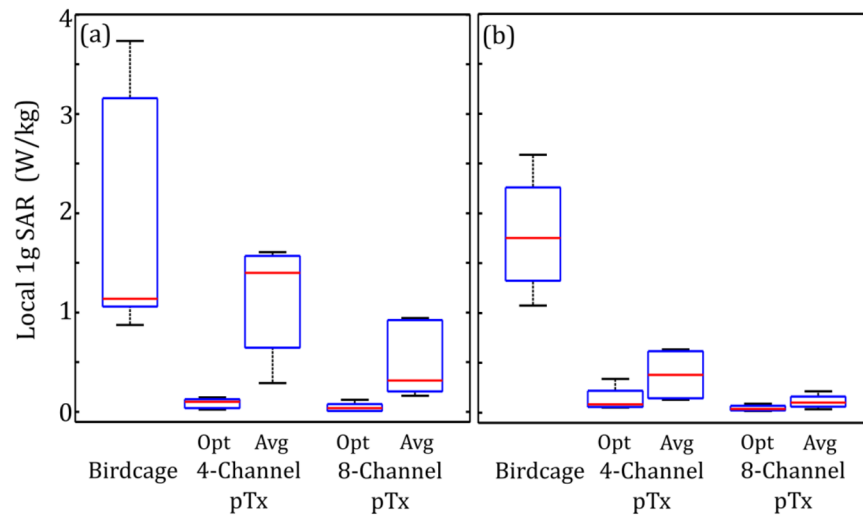 (a)
(b)
Local 1g SAR (W/kg)
4
3
2
1
0
Opt Avg Opt Avg Opt Avg Opt Avg
Birdcage 4-Channel 8-Channel Birdcage 4-Channel 8-Channel
pTx pTx pTx pTx